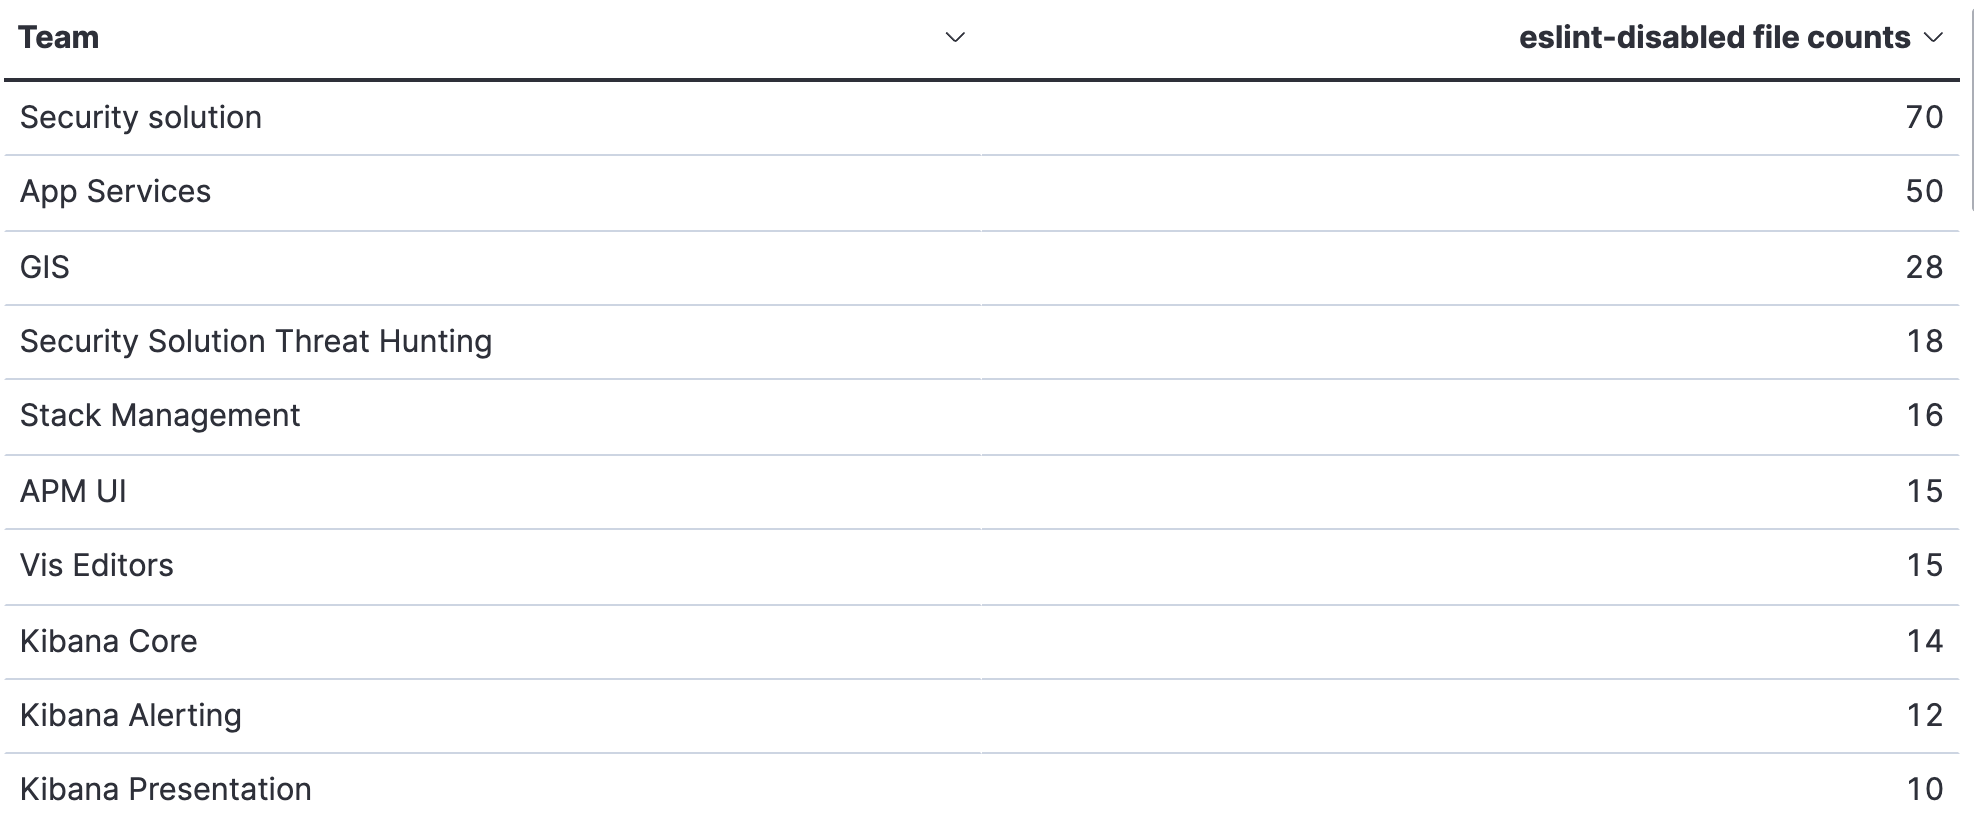 Team eslint-disabled file counts
Security solution 70
App Services 50
GIS 28
Security Solution Threat Hunting 18
Stack Management 16
APM UI 15
Vis Editors 15
Kibana Core 14
Kibana Alerting 12
Kibana Presentation 10